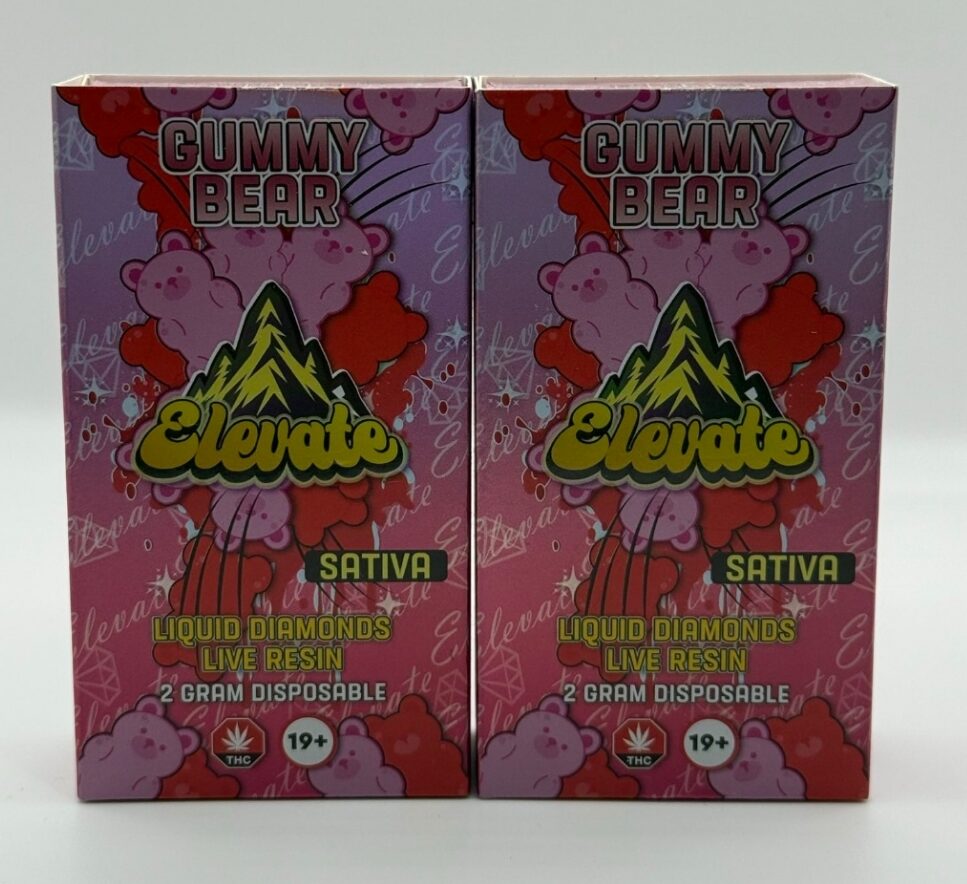 GUMMY
BEAR
Elevate
SATIVA
LIQUID DIAMONDS
LIVE RESIN
2 GRAM DISPOSABLE
THC
19+
GUMMY
BEAR
Elevate
SATIVA
LIQUID DIAMONDS
LIVE RESIN
2 GRAM DISPOSABLE
THC
19+